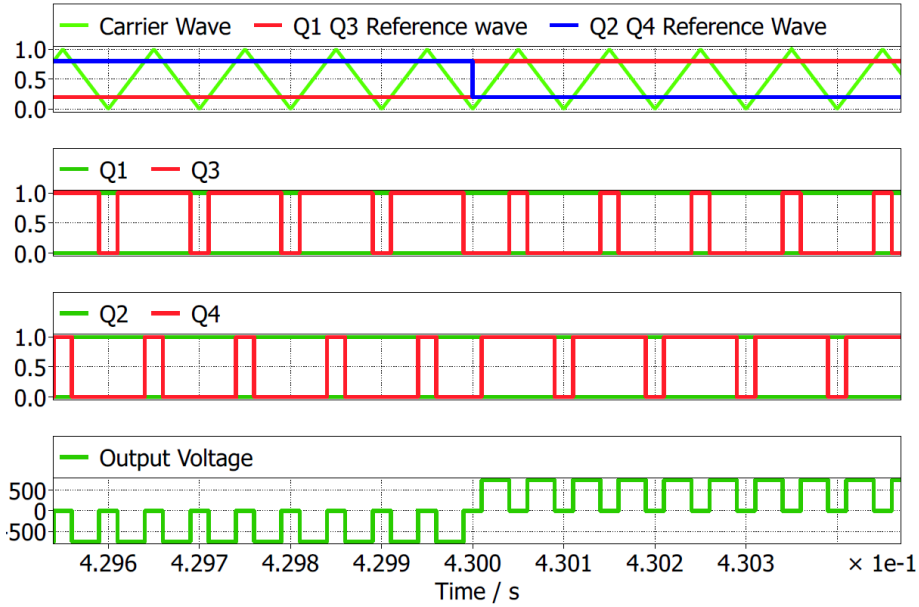 Carrier Wave Q1 Q3 Reference wave Q2 Q4 Reference Wave
1.0
0.5
0.0
Q1 Q3
1.0
0.5
0.0
Q2 Q4
1.0
0.5
0.0
Output Voltage
500
0
-500
4.296 4.297 4.298 4.299 4.300 4.301 4.302 4.303 × 1e-1
Time / s